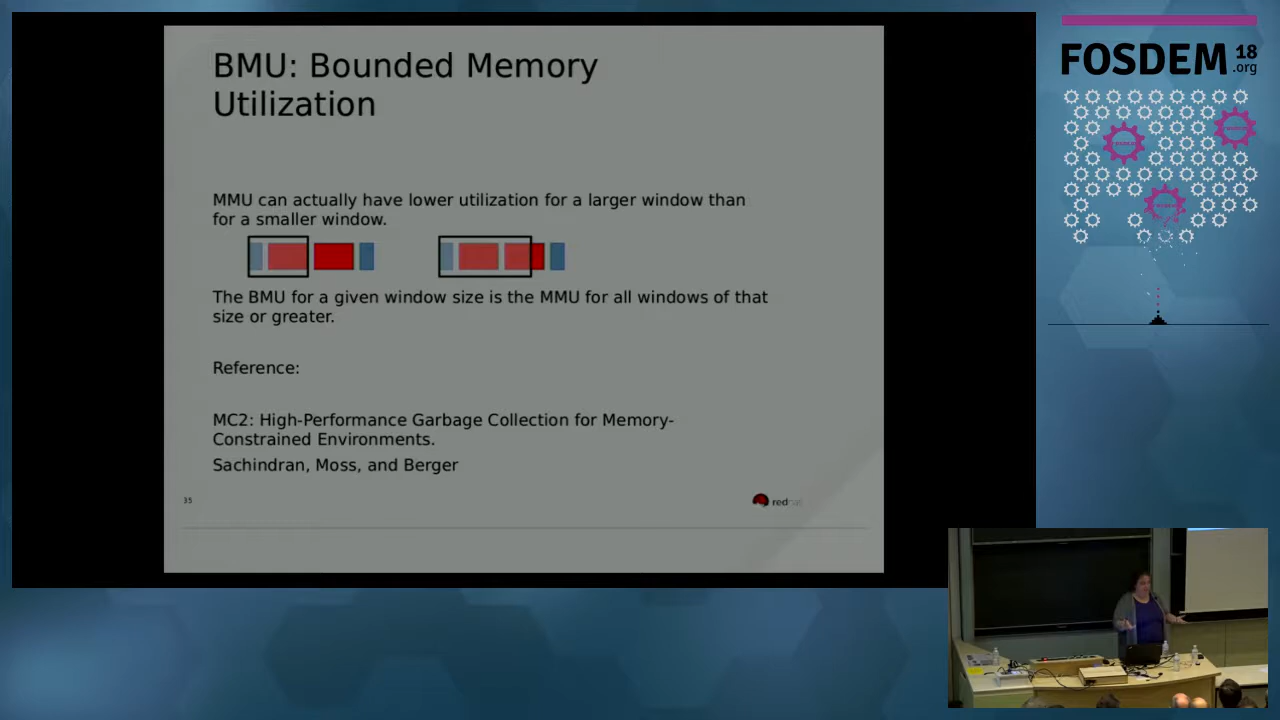 BMU: Bounded Memory
Utilization
MMU can actually have lower utilization for a larger window than
for a smaller window.
The BMU for a given window size is the MMU for all windows of that
size or greater.
Reference:
MC2: High-Performance Garbage Collection for Memory-
Constrained Environments.
Sachindran, Moss, and Berger
35
redhat
FOSDEM 18
.org